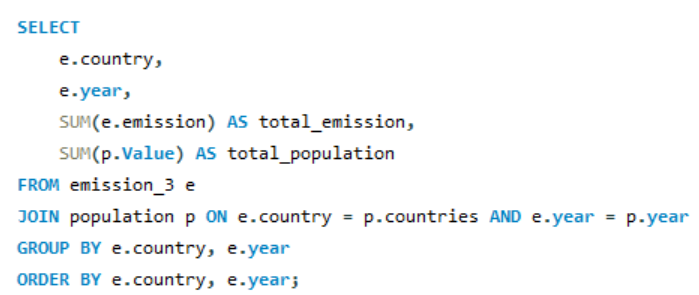 SELECT
e.country,
e.year,
SUM(e.emission) AS total_emission,
SUM(p.Value) AS total_population
FROM emission_3 e
JOIN population p ON e.country = p.countries AND e.year = p.year
GROUP BY e.country, e.year
ORDER BY e.country, e.year;